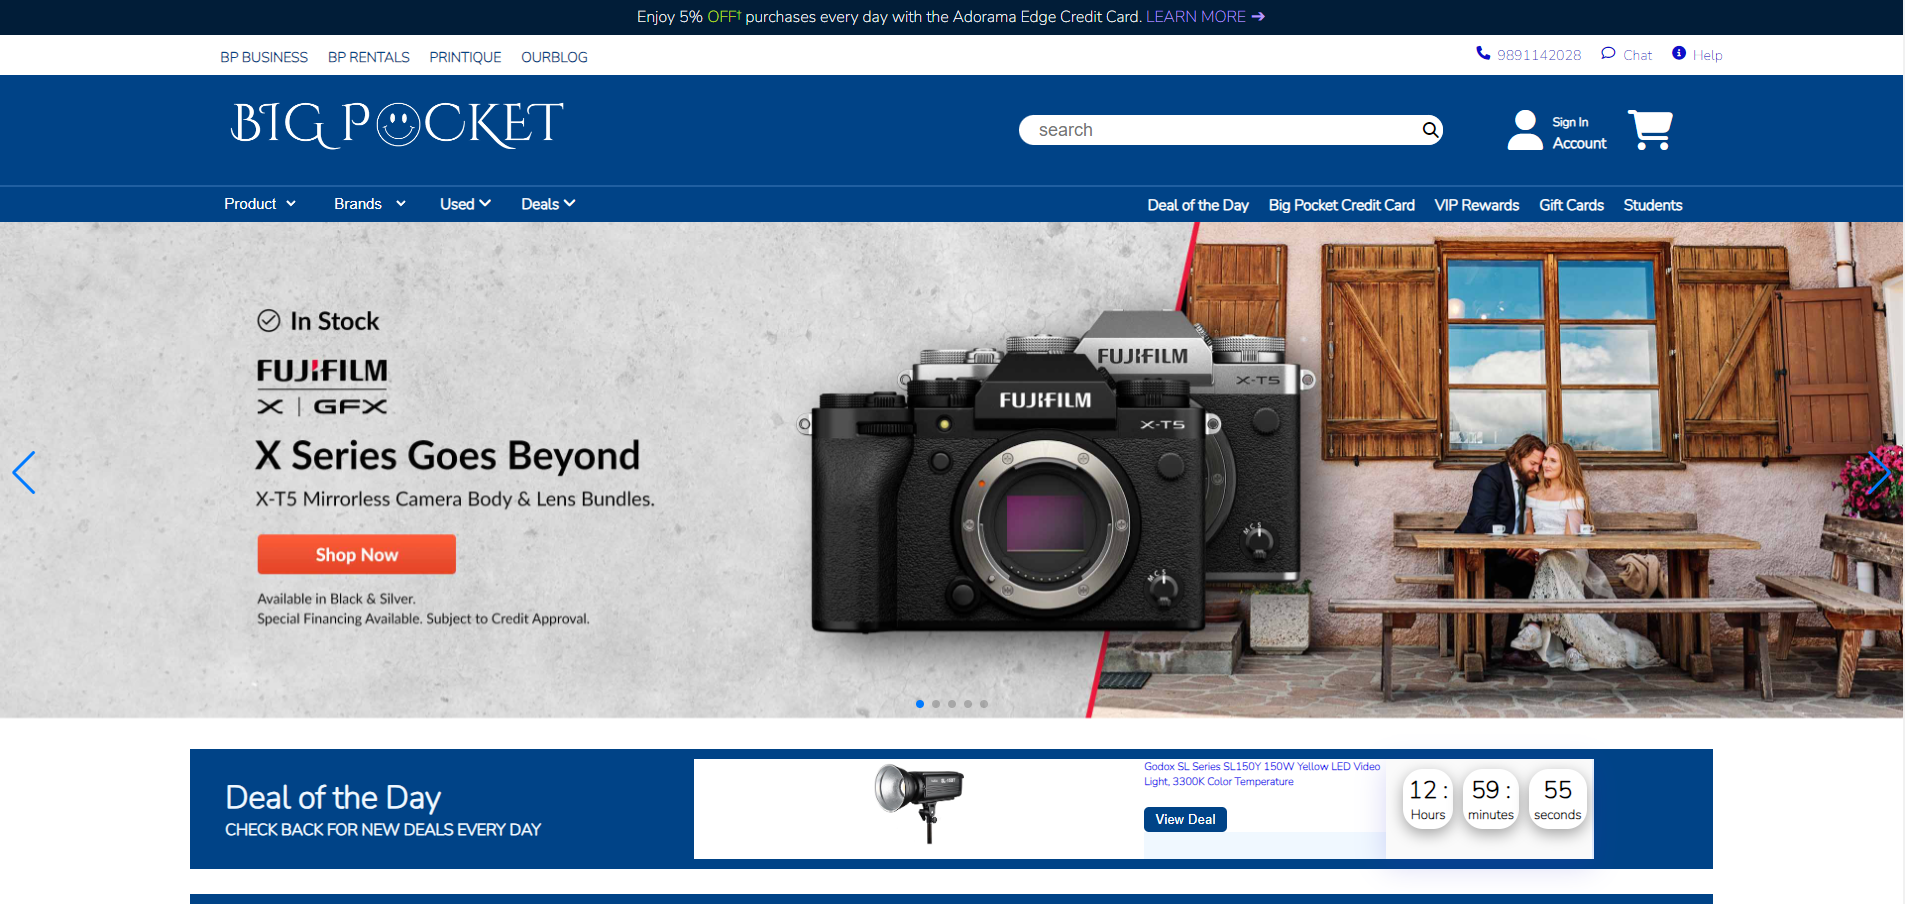 Enjoy 5% OFF† purchases every day with the Adorama Edge Credit Card. LEARN MORE ➔
BP BUSINESS BP RENTALS PRINTIQUE OURBLOG
9891142028 Chat Help
BIG POCKET
search
Sign In
Account
Product Brands Used Deals
Deal of the Day Big Pocket Credit Card VIP Rewards Gift Cards Students
In Stock
FUJIFILM
X | GFX
X Series Goes Beyond
X-T5 Mirrorless Camera Body & Lens Bundles.
Shop Now
Available in Black & Silver.
Special Financing Available. Subject to Credit Approval.
FUJIFILM
X-T5
FUJIFILM
X-T5
M C S
M C S
Deal of the Day
CHECK BACK FOR NEW DEALS EVERY DAY
Godox SL Series SL150Y 150W Yellow LED Video
Light, 3300K Color Temperature
View Deal
12 : 59 : 55
Hours minutes seconds